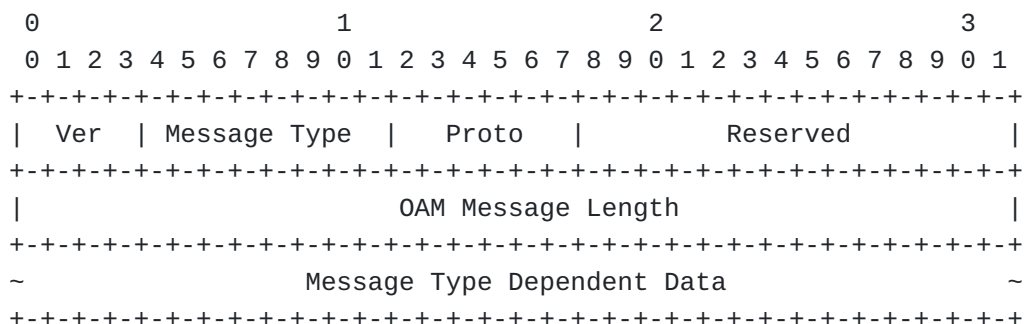 0                   1                   2                   3
0 1 2 3 4 5 6 7 8 9 0 1 2 3 4 5 6 7 8 9 0 1 2 3 4 5 6 7 8 9 0 1
+-+-+-+-+-+-+-+-+-+-+-+-+-+-+-+-+-+-+-+-+-+-+-+-+-+-+-+-+-+-+-+-+
|  Ver  | Message Type  |   Proto   |         Reserved          |
+-+-+-+-+-+-+-+-+-+-+-+-+-+-+-+-+-+-+-+-+-+-+-+-+-+-+-+-+-+-+-+-+
|                        OAM Message Length                     |
+-+-+-+-+-+-+-+-+-+-+-+-+-+-+-+-+-+-+-+-+-+-+-+-+-+-+-+-+-+-+-+-+
~                  Message Type Dependent Data                  ~
+-+-+-+-+-+-+-+-+-+-+-+-+-+-+-+-+-+-+-+-+-+-+-+-+-+-+-+-+-+-+-+-+